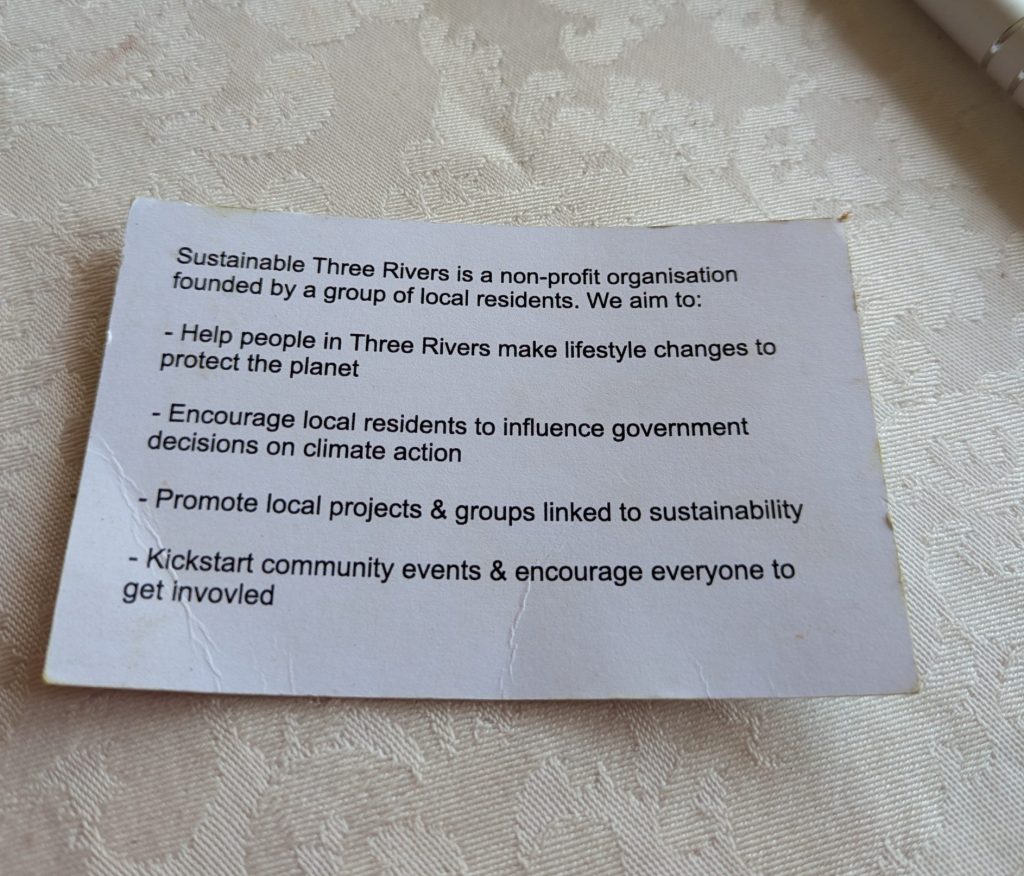 Sustainable Three Rivers is a non-profit organisation
founded by a group of local residents. We aim to:
- Help people in Three Rivers make lifestyle changes to
protect the planet
- Encourage local residents to influence government
decisions on climate action
- Promote local projects & groups linked to sustainability
- Kickstart community events & encourage everyone to
get invovled